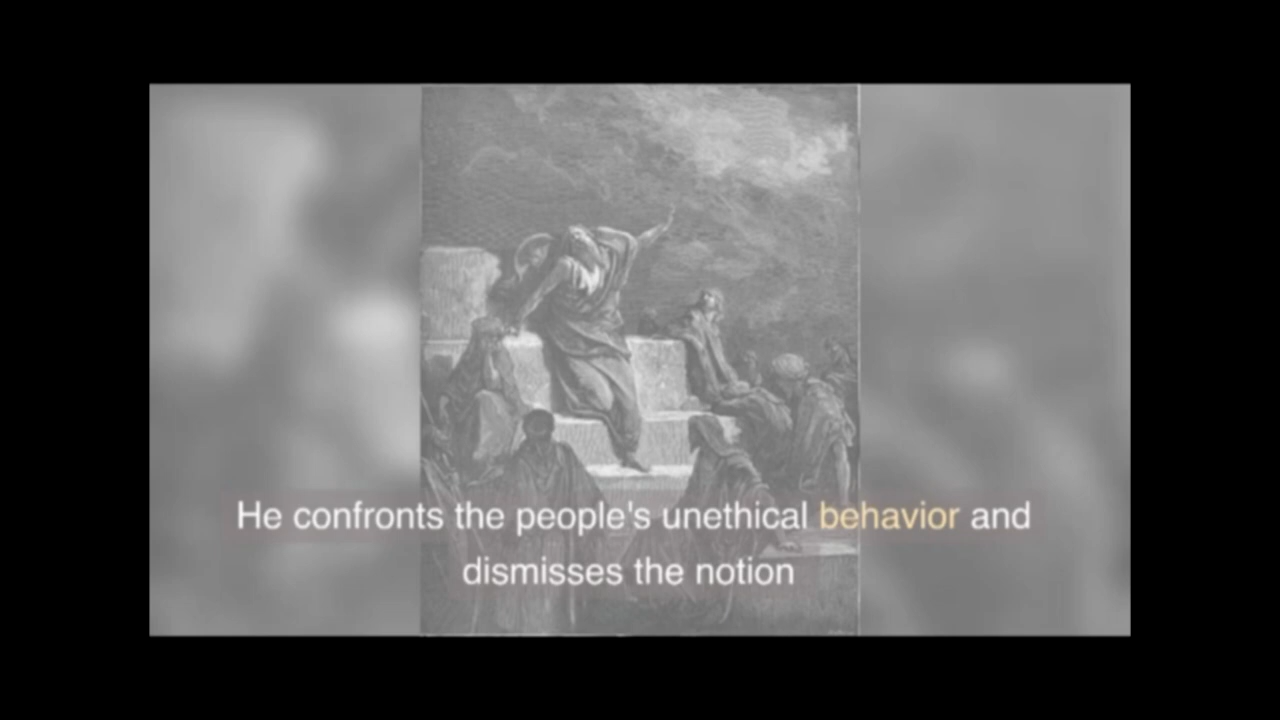 He confronts the people's unethical behavior and
dismisses the notion